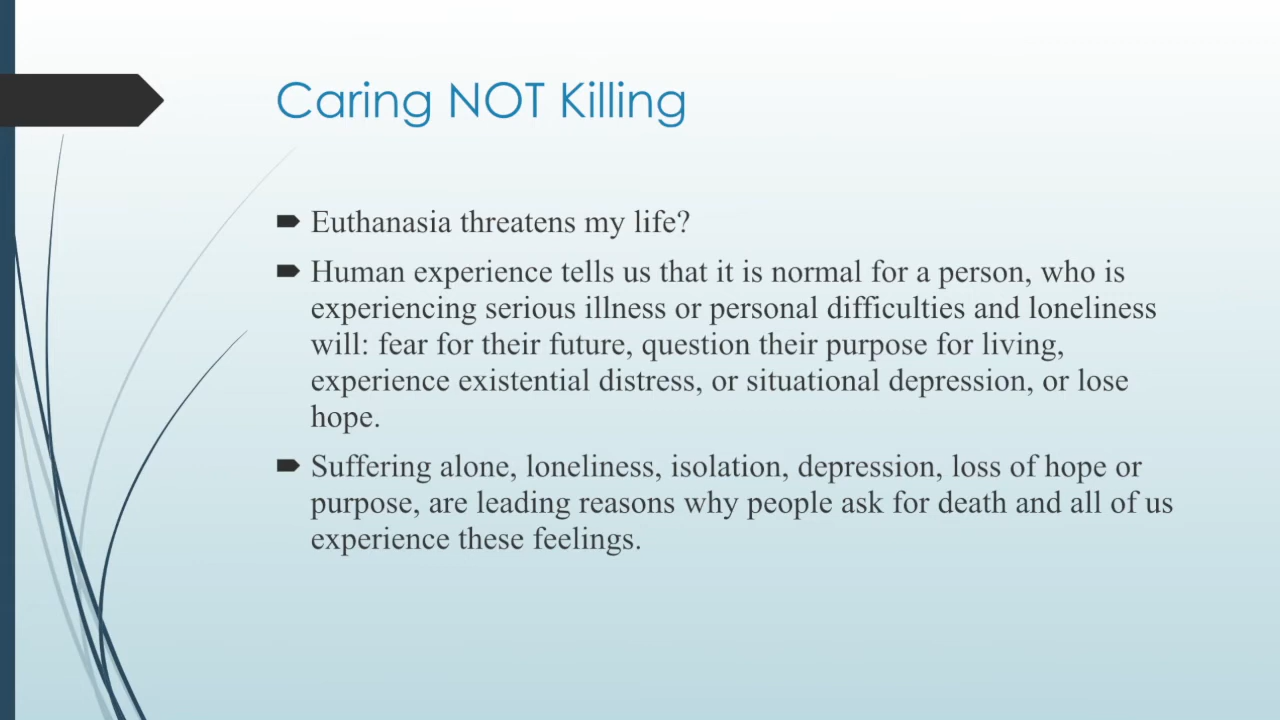 Caring NOT Killing
Euthanasia threatens my life?
Human experience tells us that it is normal for a person, who is
experiencing serious illness or personal difficulties and loneliness
will: fear for their future, question their purpose for living,
experience existential distress, or situational depression, or lose
hope.
Suffering alone, loneliness, isolation, depression, loss of hope or
purpose, are leading reasons why people ask for death and all of us
experience these feelings.